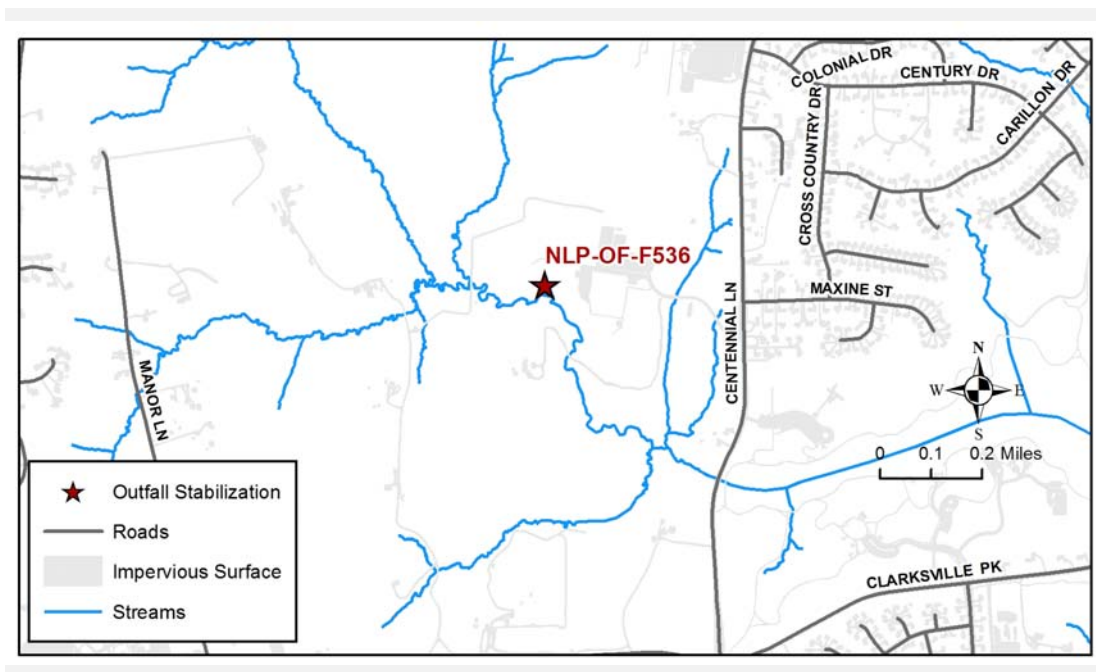 COLONIAL DR
CENTURY DR
CARILLON DR
CROSS COUNTRY DR
NLP-OF-F536
MAXINE ST
CENTENNIAL LN
MANOR LN
N
W E
S
0 0.1 0.2 Miles
CLARKSVILLE PK
Outfall Stabilization
Roads
Impervious Surface
Streams